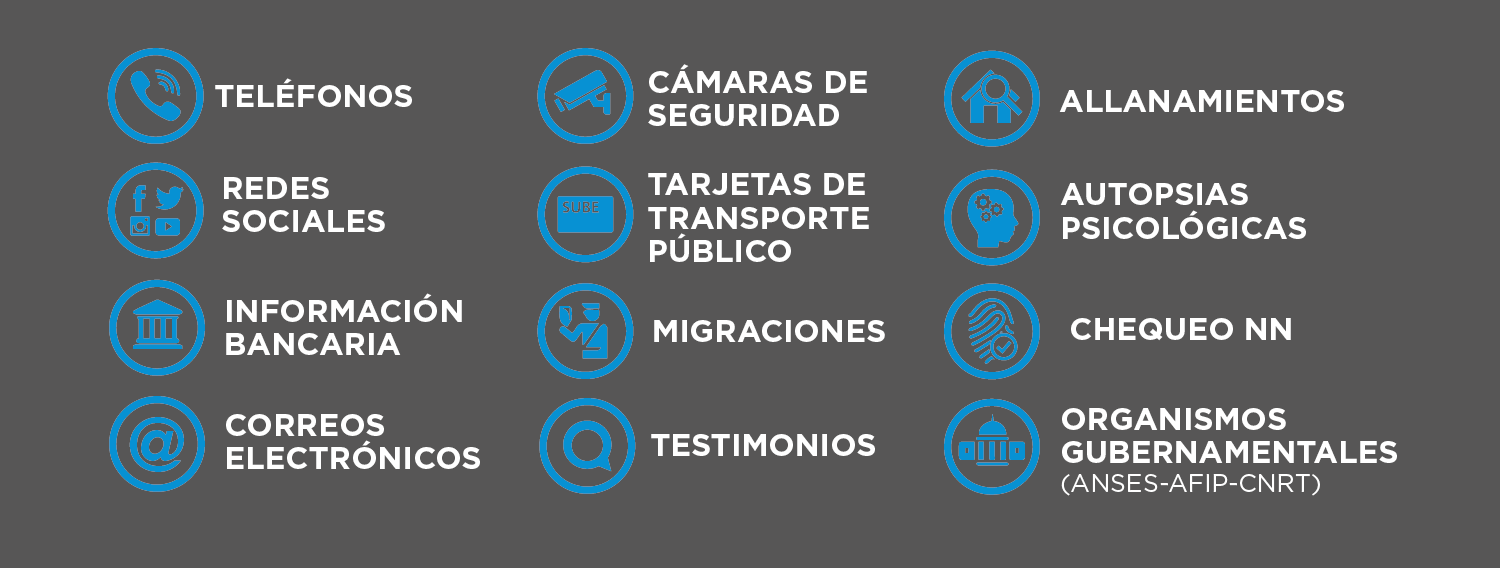 TELÉFONOS
REDES
SOCIALES
INFORMACIÓN
BANCARIA
@
CORREOS
ELECTRÓNICOS
CÁMARAS DE
SEGURIDAD
SUBE
TARJETAS DE
TRANSPORTE
PÚBLICO
MIGRACIONES
TESTIMONIOS
ALLANAMIENTOS
AUTOPSIAS
PSICOLÓGICAS
CHEQUEO NN
ORGANISMOS
GUBERNAMENTALES
(ANSES-AFIP-CNRT)